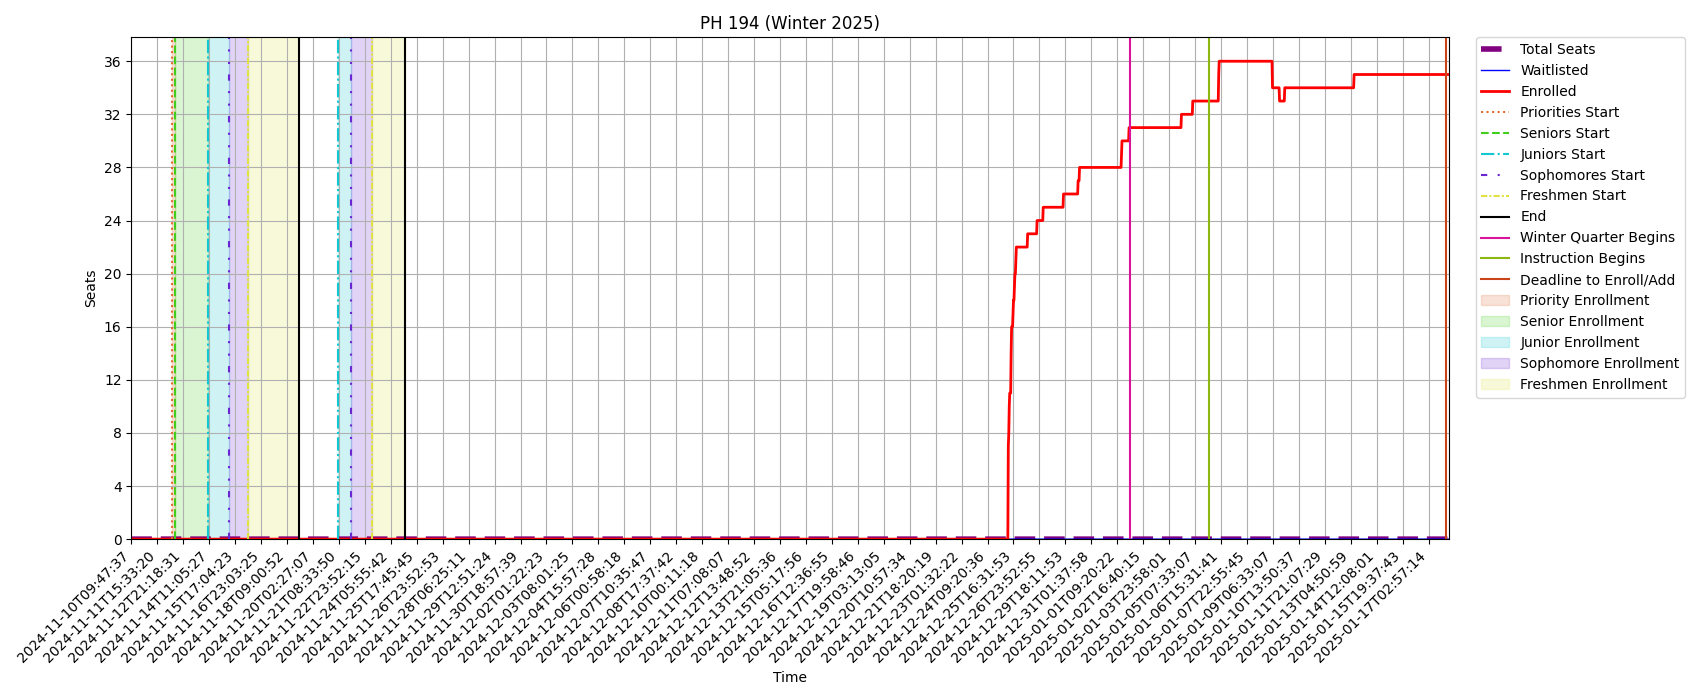 PH 194 (Winter 2025)
Seats
36
32
28
24
20
16
12
8
4
0
2024-11-10T09:47:37
2024-11-11T15:33:20
2024-11-12T21:18:31
2024-11-14T11:05:27
2024-11-15T17:04:23
2024-11-16T23:03:25
2024-11-18T09:00:52
2024-11-20T02:27:07
2024-11-21T08:33:50
2024-11-22T23:52:15
2024-11-24T05:55:42
2024-11-25T17:45:45
2024-11-26T23:52:53
2024-11-28T06:25:11
2024-11-29T12:51:24
2024-11-30T18:57:39
2024-12-02T01:22:23
2024-12-03T08:01:25
2024-12-04T15:57:28
2024-12-06T00:58:18
2024-12-07T10:35:47
2024-12-08T17:37:42
2024-12-10T00:11:18
2024-12-11T07:08:07
2024-12-12T13:48:52
2024-12-13T21:05:36
2024-12-15T05:17:56
2024-12-16T12:36:55
2024-12-17T19:58:46
2024-12-19T03:13:05
2024-12-20T10:57:34
2024-12-21T18:20:19
2024-12-23T01:32:22
2024-12-24T09:20:36
2024-12-25T16:31:53
2024-12-26T23:52:55
2024-12-29T18:11:53
2024-12-31T01:37:58
2025-01-01T09:20:22
2025-01-02T16:40:15
2025-01-03T23:58:01
2025-01-05T07:33:07
2025-01-06T15:31:41
2025-01-07T22:55:45
2025-01-09T06:33:07
2025-01-10T13:50:37
2025-01-11T21:07:29
2025-01-13T04:50:59
2025-01-14T12:08:01
2025-01-15T19:37:43
2025-01-17T02:57:14
Time
Total Seats
Waitlisted
Enrolled
Priorities Start
Seniors Start
Juniors Start
Sophomores Start
Freshmen Start
End
Winter Quarter Begins
Instruction Begins
Deadline to Enroll/Add
Priority Enrollment
Senior Enrollment
Junior Enrollment
Sophomore Enrollment
Freshmen Enrollment